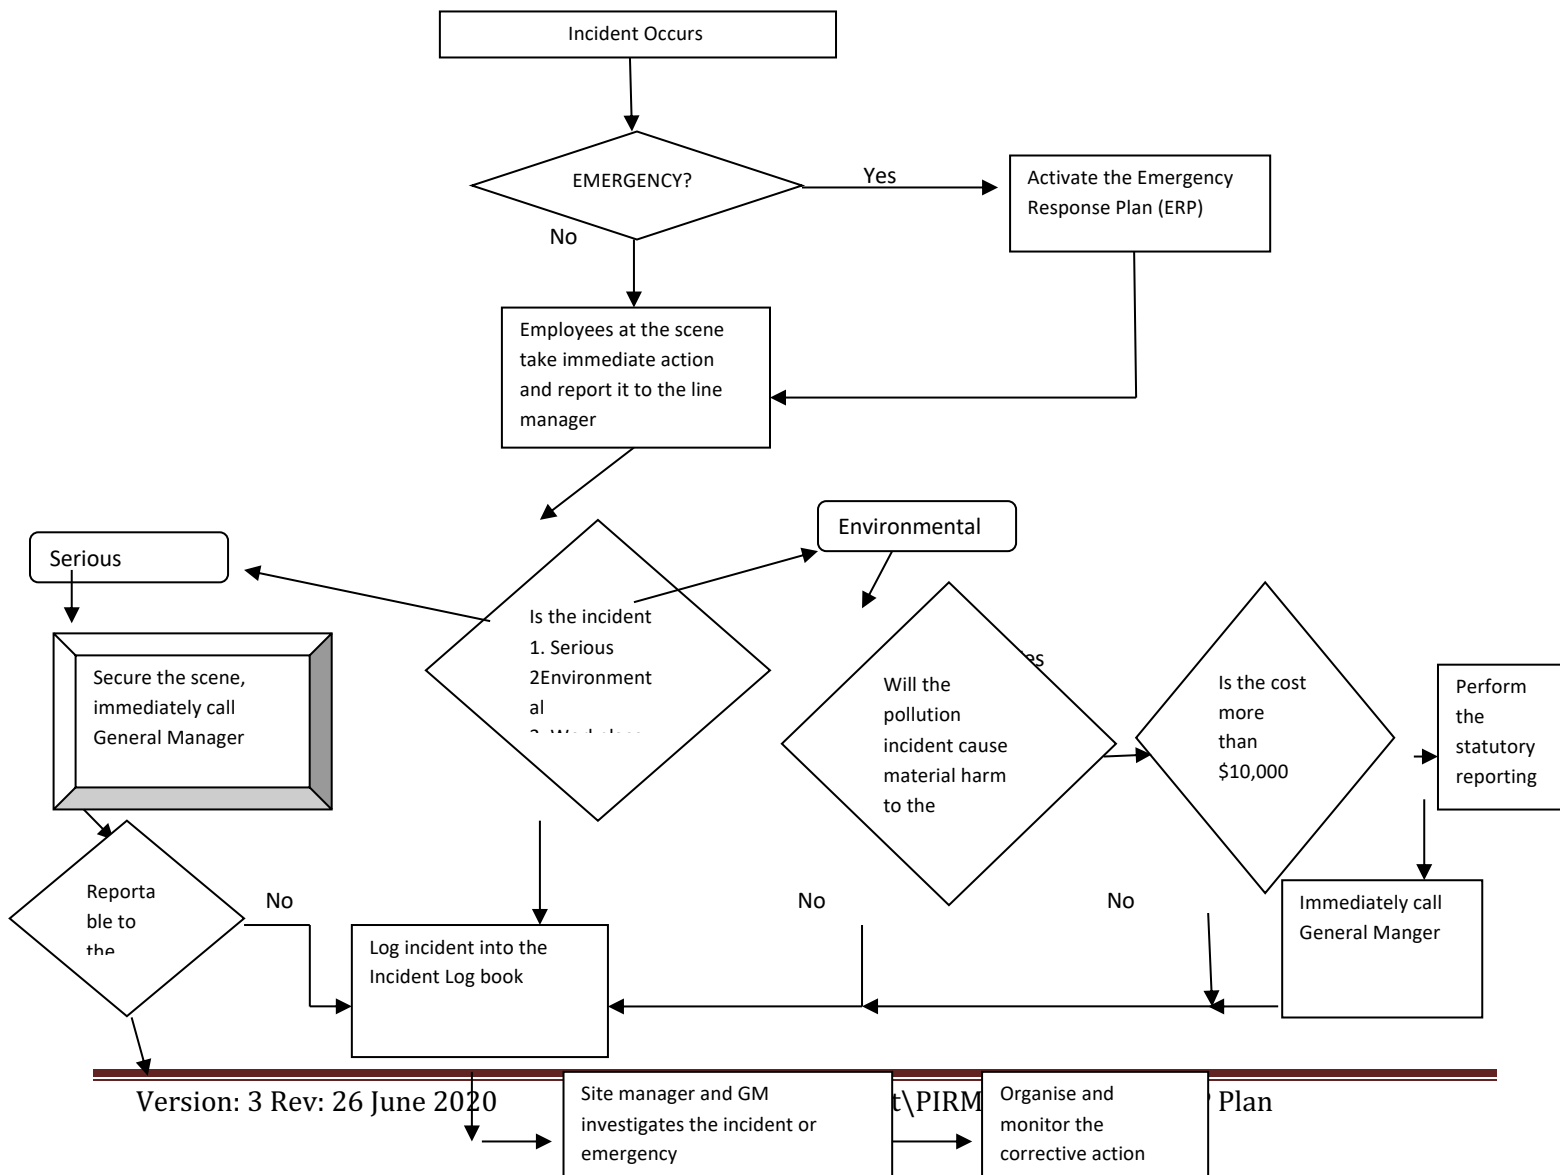 Incident Occurs
EMERGENCY?
Yes
Activate the Emergency
Response Plan (ERP)
No
Employees at the scene
take immediate action
and report it to the line
manager
Environmental
Serious
Is the incident
1. Serious
2Environment
al
Secure the scene,
immediately call
General Manager
Will the
pollution
incident cause
material harm
to the
es
Is the cost
more
than
$10,000
Perform
the
statutory
reporting
Reporta
ble to
the
No
Log incident into the
Incident Log book
No
No
Immediately call
General Manger
Version: 3 Rev: 26 June 2020
t\PIRM
Plan
Site manager and GM
investigates the incident or
emergency
Organise and
monitor the
corrective action